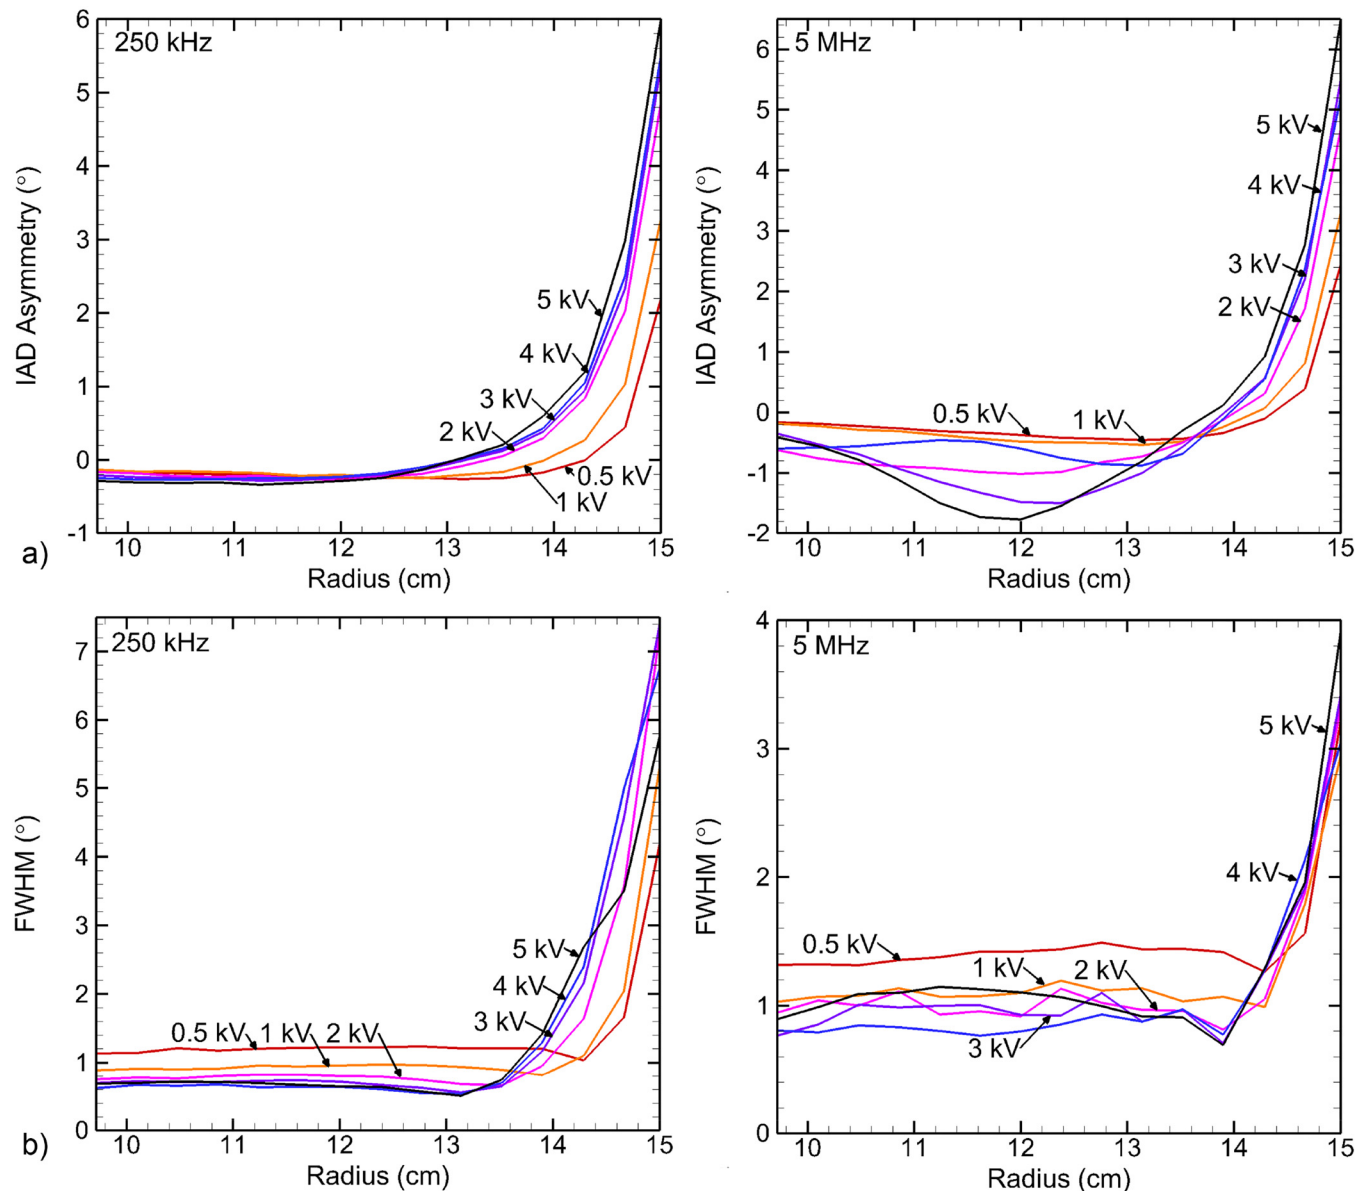 250 kHz
6
5
4
3
2
1
0
-1
IAD Asymmetry (°)
5 kV
4 kV
3 kV
2 kV
0.5 kV
1 kV
10 11 12 13 14 15
Radius (cm)
a)
5 MHz
6
5
4
3
2
1
0
-1
-2
IAD Asymmetry (°)
5 kV
4 kV
3 kV
2 kV
0.5 kV
1 kV
10 11 12 13 14 15
Radius (cm)
250 kHz
7
6
5
4
3
2
1
0
FWHM (°)
5 kV
4 kV
3 kV
0.5 kV 1 kV 2 kV
10 11 12 13 14 15
Radius (cm)
b)
5 MHz
4
3
2
1
0
FWHM (°)
5 kV
4 kV
0.5 kV
1 kV 2 kV
3 kV
10 11 12 13 14 15
Radius (cm)